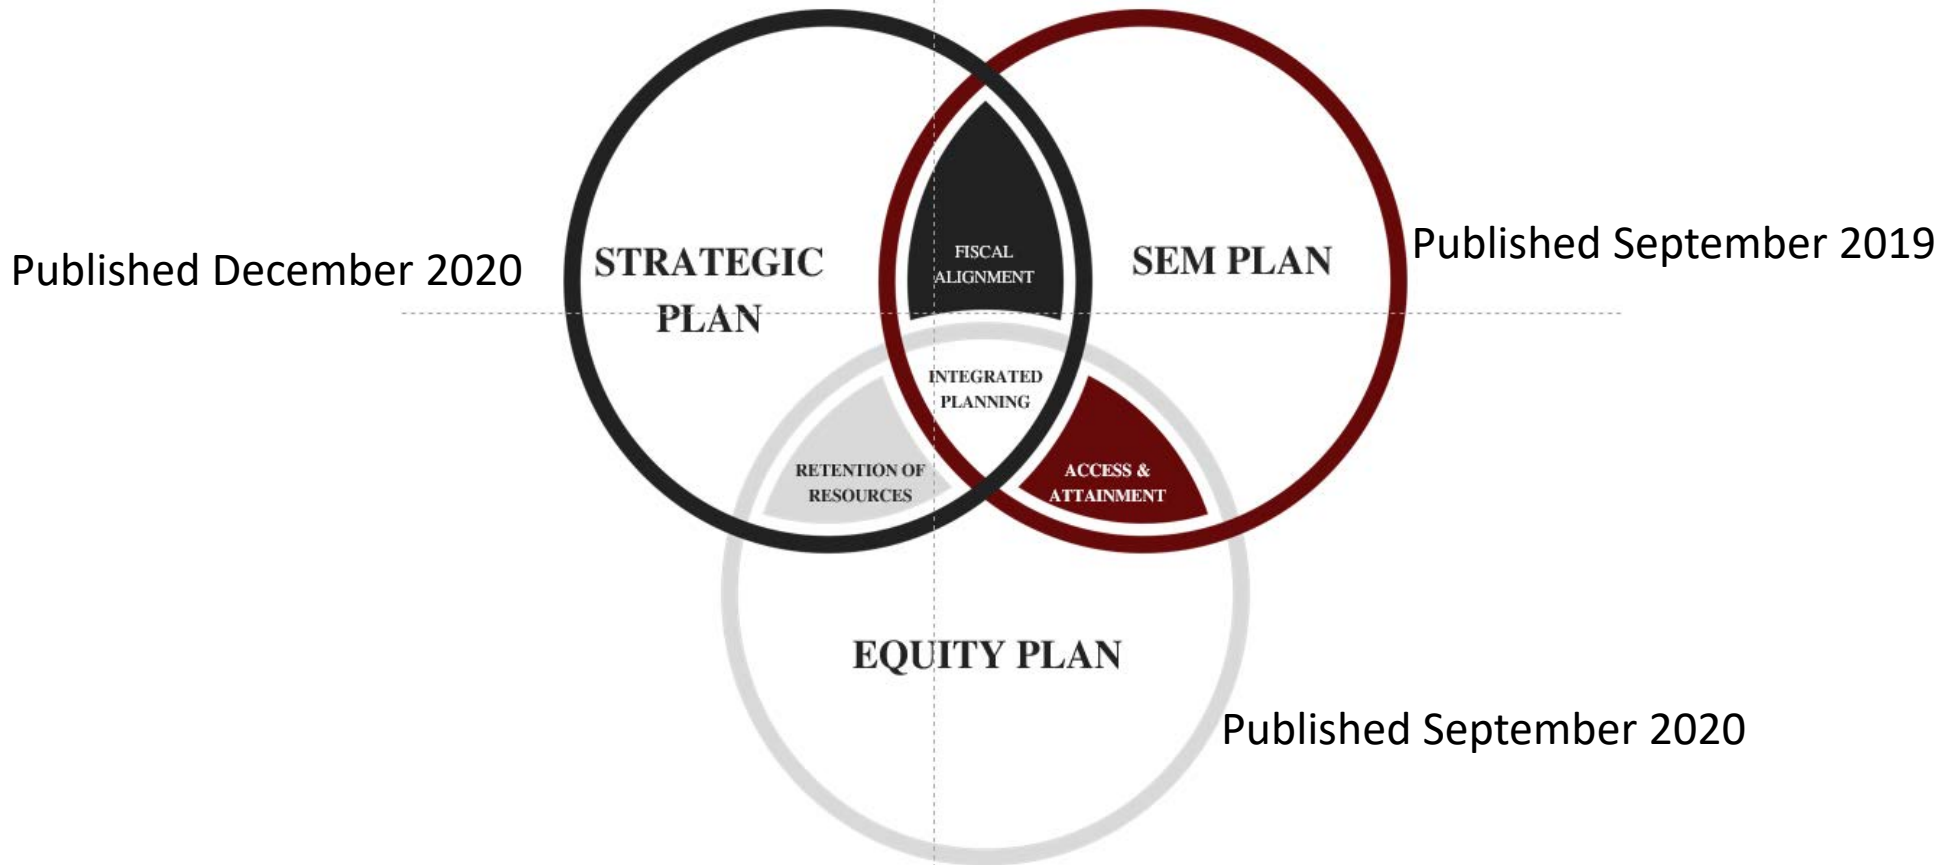 Published December 2020
STRATEGIC
PLAN
FISCAL
ALIGNMENT
SEM PLAN
Published September 2019
INTEGRATED
PLANNING
RETENTION OF
RESOURCES
ACCESS &
ATTAINMENT
EQUITY PLAN
Published September 2020